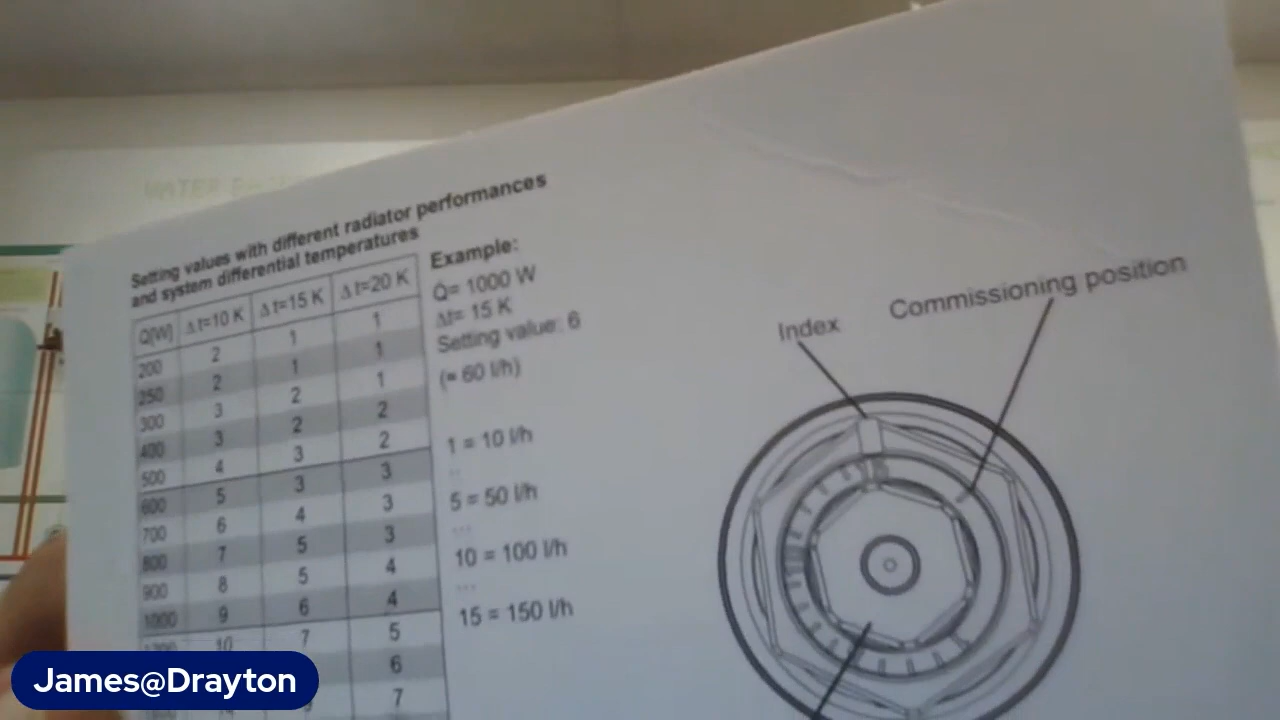 Setting values with different radiator performances
and system differential temperatures
Q(W) Δt=10 K Δt=15 K Δt=20 K
200 2 1 1
250 2 1 1
300 3 2 1
400 3 2 2
500 4 3 2
600 5 3 3
700 6 4 3
800 7 5 3
900 8 5 4
1000 9 6 4
10 7 5
6
7
Example:
Q= 1000 W
Δt= 15 K
Setting value: 6
(≈ 60 l/h)
1 = 10 l/h
...
5 = 50 l/h
...
10 = 100 l/h
...
15 = 150 l/h
Index
Commissioning position
James@Drayton